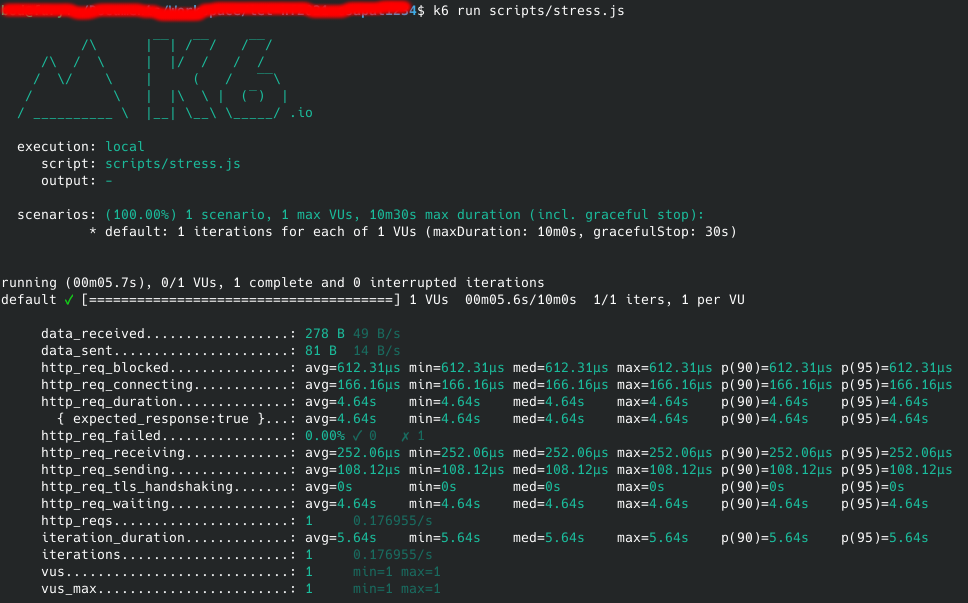 4$ k6 run scripts/stress.js
/\ |‾‾| /‾‾/ /‾‾/
/\ / \ | |/ / / /
/ \/ \ | ( / ‾‾\
/ \ | |\ \ | (‾) |
/ __________ \ |__| \__\ \_____/ .io
execution: local
script: scripts/stress.js
output: -
scenarios: (100.00%) 1 scenario, 1 max VUs, 10m30s max duration (incl. graceful stop):
* default: 1 iterations for each of 1 VUs (maxDuration: 10m0s, gracefulStop: 30s)
running (00m05.7s), 0/1 VUs, 1 complete and 0 interrupted iterations
default ✓ [======================================] 1 VUs 00m05.6s/10m0s 1/1 iters, 1 per VU
data_received..................: 278 B 49 B/s
data_sent......................: 81 B 14 B/s
http_req_blocked...............: avg=612.31µs min=612.31µs med=612.31µs max=612.31µs p(90)=612.31µs p(95)=612.31µs
http_req_connecting............: avg=166.16µs min=166.16µs med=166.16µs max=166.16µs p(90)=166.16µs p(95)=166.16µs
http_req_duration..............: avg=4.64s min=4.64s med=4.64s max=4.64s p(90)=4.64s p(95)=4.64s
{ expected_response:true }...: avg=4.64s min=4.64s med=4.64s max=4.64s p(90)=4.64s p(95)=4.64s
http_req_failed................: 0.00% ✓ 0 ✗ 1
http_req_receiving.............: avg=252.06µs min=252.06µs med=252.06µs max=252.06µs p(90)=252.06µs p(95)=252.06µs
http_req_sending...............: avg=108.12µs min=108.12µs med=108.12µs max=108.12µs p(90)=108.12µs p(95)=108.12µs
http_req_tls_handshaking.......: avg=0s min=0s med=0s max=0s p(90)=0s p(95)=0s
http_req_waiting...............: avg=4.64s min=4.64s med=4.64s max=4.64s p(90)=4.64s p(95)=4.64s
http_reqs......................: 1 0.176955/s
iteration_duration.............: avg=5.64s min=5.64s med=5.64s max=5.64s p(90)=5.64s p(95)=5.64s
iterations.....................: 1 0.176955/s
vus............................: 1 min=1 max=1
vus_max........................: 1 min=1 max=1